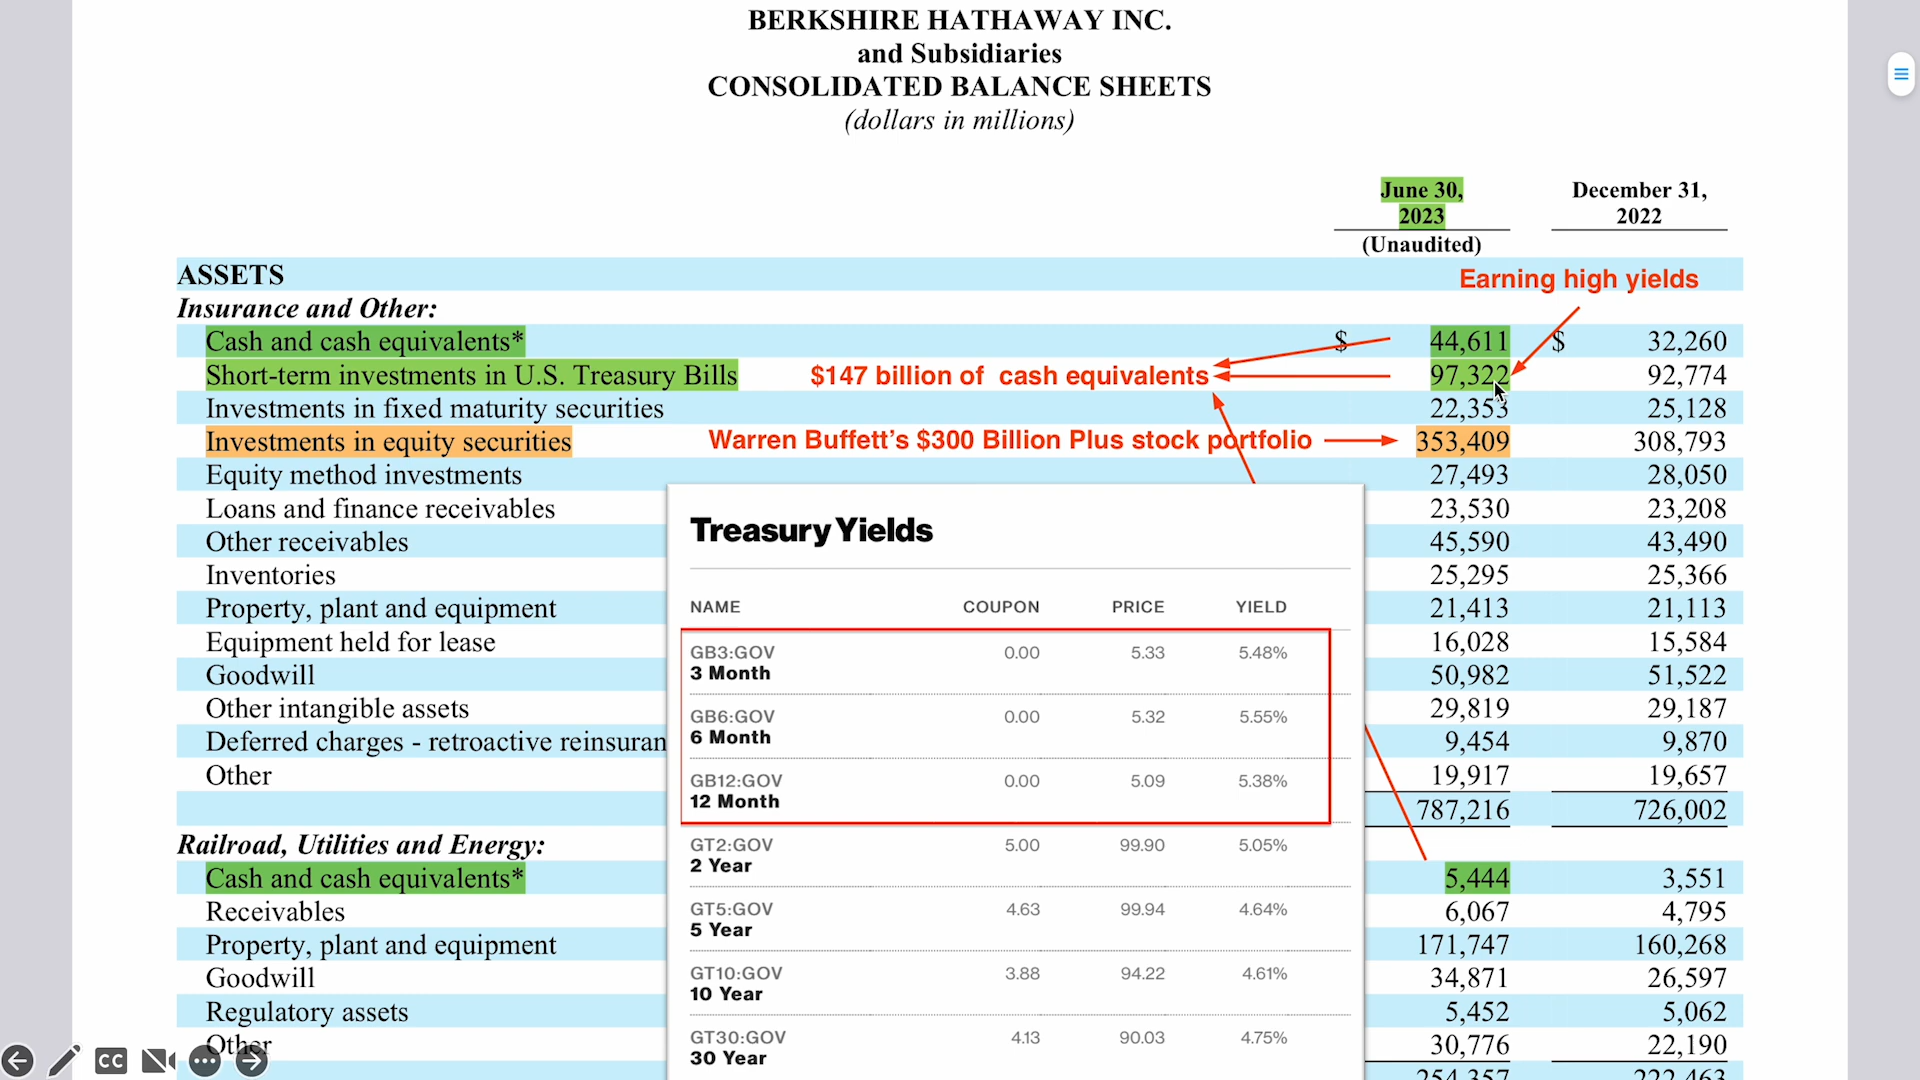 BERKSHIRE HATHAWAY INC.
and Subsidiaries
CONSOLIDATED BALANCE SHEETS
(dollars in millions)
June 30, 2023 December 31, 2022
(Unaudited)
ASSETS
Earning high yields
Insurance and Other:
Cash and cash equivalents* $ 44,611 $ 32,260
Short-term investments in U.S. Treasury Bills $147 billion of cash equivalents 97,322 92,774
Investments in fixed maturity securities 22,353 25,128
Investments in equity securities Warren Buffett’s $300 Billion Plus stock portfolio 353,409 308,793
Equity method investments 27,493 28,050
Loans and finance receivables 23,530 23,208
Other receivables 45,590 43,490
Inventories 25,295 25,366
Property, plant and equipment 21,413 21,113
Equipment held for lease 16,028 15,584
Goodwill 50,982 51,522
Other intangible assets 29,819 29,187
Deferred charges - retroactive reinsuran 9,454 9,870
Other 19,917 19,657
787,216 726,002
Railroad, Utilities and Energy:
Cash and cash equivalents* 5,444 3,551
Receivables 6,067 4,795
Property, plant and equipment 171,747 160,268
Goodwill 34,871 26,597
Regulatory assets 5,452 5,062
Other 30,776 22,190
254,357 222,463
Treasury Yields
NAME COUPON PRICE YIELD
GB3:GOV 0.00 5.33 5.48%
3 Month
GB6:GOV 0.00 5.32 5.55%
6 Month
GB12:GOV 0.00 5.09 5.38%
12 Month
GT2:GOV 5.00 99.90 5.05%
2 Year
GT5:GOV 4.63 99.94 4.64%
5 Year
GT10:GOV 3.88 94.22 4.61%
10 Year
GT30:GOV 4.13 90.03 4.75%
30 Year
CC